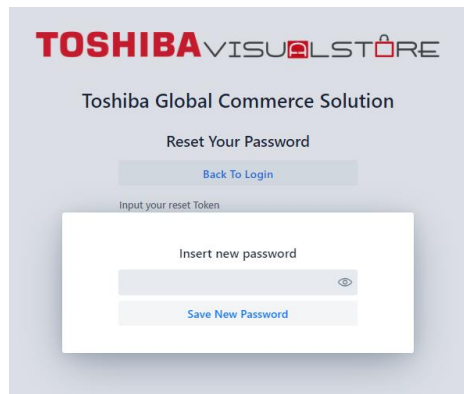 TOSHIBA VISUALSTORE
Toshiba Global Commerce Solution
Reset Your Password
Back To Login
Input your reset Token
Insert new password
Save New Password